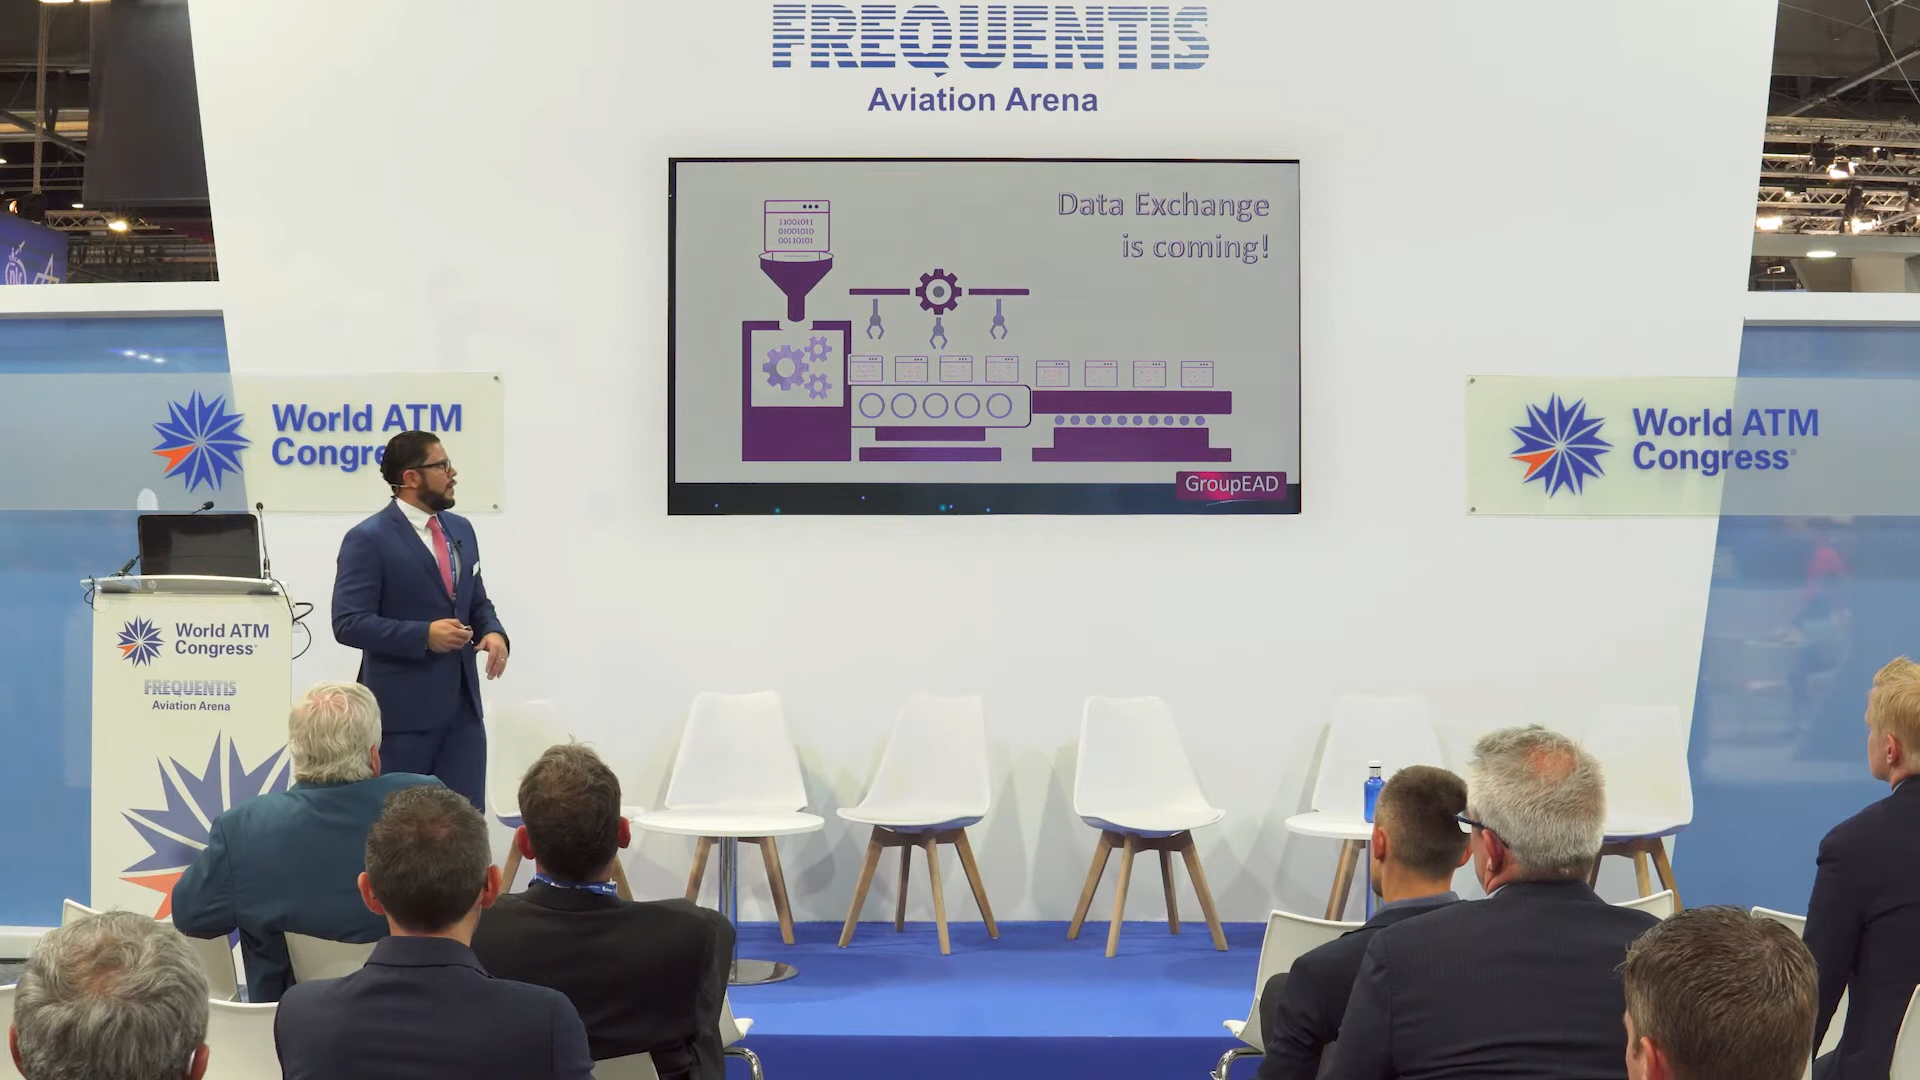 FREQUENTIS
Aviation Arena
Data Exchange
is coming!
11001011
01001010
00110101
GroupEAD
World ATM
Congre
World ATM
Congress
World ATM
Congress
FREQUENTIS
Aviation Arena